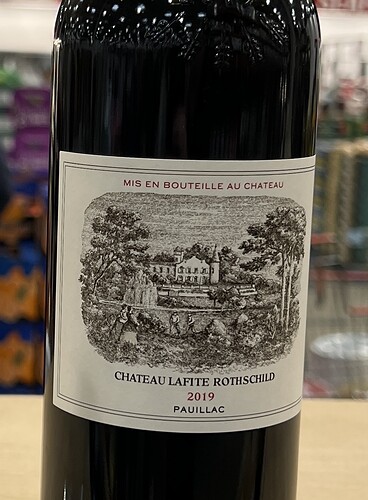 MIS EN BOUTEILLE AU CHATEAU
CHATEAU LAFITE ROTHSCHILD
2019
PAUILLAC